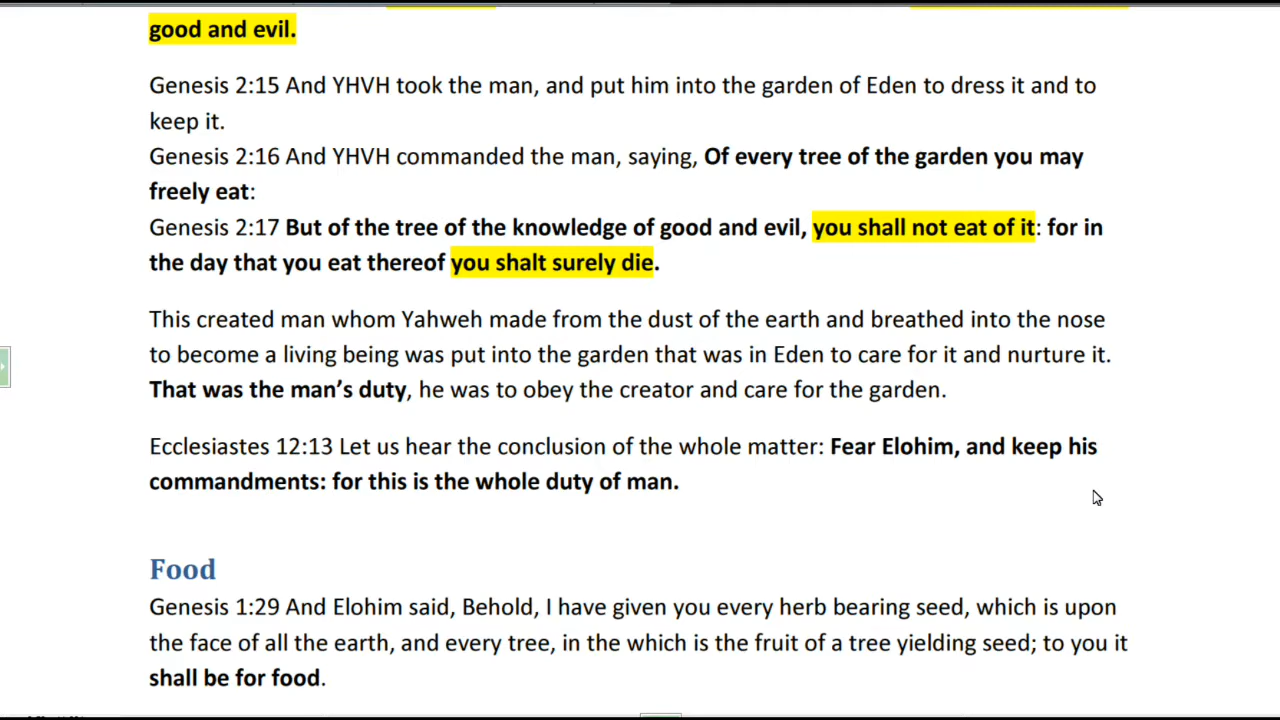 good and evil.
Genesis 2:15 And YHVH took the man, and put him into the garden of Eden to dress it and to
keep it.
Genesis 2:16 And YHVH commanded the man, saying, Of every tree of the garden you may
freely eat:
Genesis 2:17 But of the tree of the knowledge of good and evil, you shall not eat of it: for in
the day that you eat thereof you shalt surely die.
This created man whom Yahweh made from the dust of the earth and breathed into the nose
to become a living being was put into the garden that was in Eden to care for it and nurture it.
That was the man’s duty, he was to obey the creator and care for the garden.
Ecclesiastes 12:13 Let us hear the conclusion of the whole matter: Fear Elohim, and keep his
commandments: for this is the whole duty of man.
Food
Genesis 1:29 And Elohim said, Behold, I have given you every herb bearing seed, which is upon
the face of all the earth, and every tree, in the which is the fruit of a tree yielding seed; to you it
shall be for food.